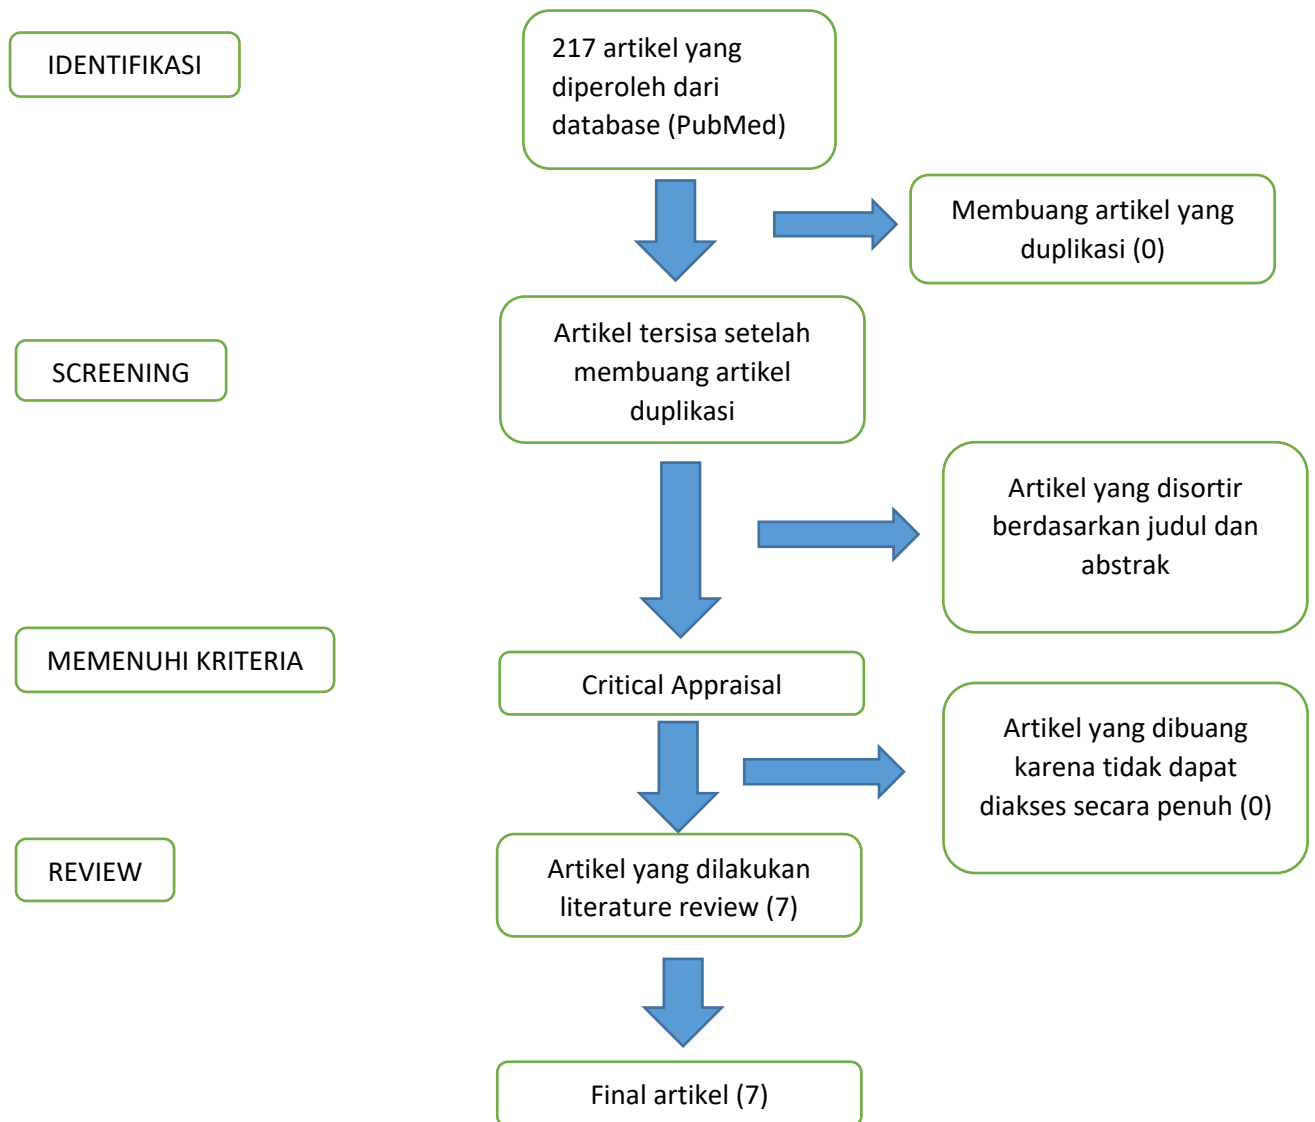 IDENTIFIKASI
217 artikel yang
diperoleh dari
database (PubMed)
Membuang artikel yang
duplikasi (0)
SCREENING
Artikel tersisa setelah
membuang artikel
duplikasi
Artikel yang disortir
berdasarkan judul dan
abstrak
MEMENUHI KRITERIA
Critical Appraisal
Artikel yang dibuang
karena tidak dapat
diakses secara penuh (0)
REVIEW
Artikel yang dilakukan
literature review (7)
Final artikel (7)